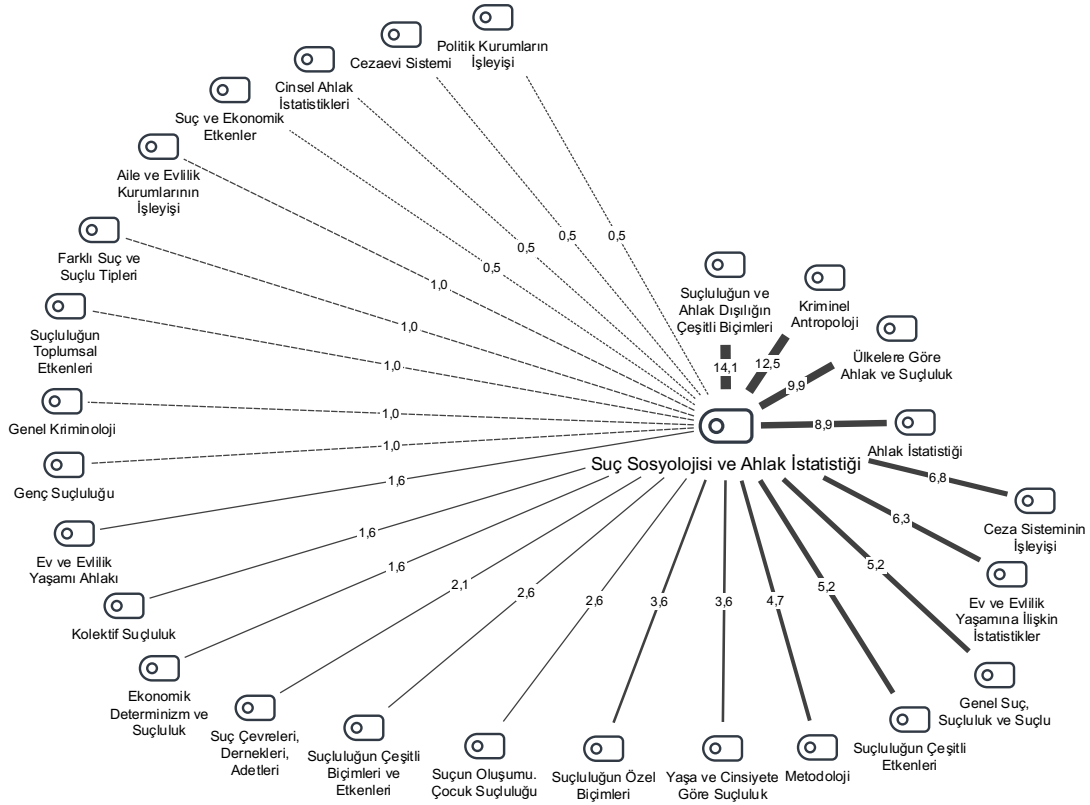 Politik Kurumların
İşleyişi
Cezaevi Sistemi
Cinsel Ahlak
İstatistikleri
Suç ve Ekonomik
Etkenler
Aile ve Evlilik
Kurumlarının
İşleyişi
Farklı Suç ve
Suçlu Tipleri
Suçluluğun
Toplumsal
Etkenleri
Genel Kriminoloji
Genç Suçluluğu
Ev ve Evlilik
Yaşamı Ahlakı
Kolektif Suçluluk
Ekonomik
Determinizm ve
Suçluluk
Suç Çevreleri,
Dernekleri,
Adetleri
Suçluluğun Çeşitli
Biçimleri ve
Etkenleri
Suçun Oluşumu.
Çocuk Suçluluğu
Suçluluğun Özel
Biçimleri
Yaşa ve Cinsiyete
Göre Suçluluk
Metodoloji
Suçluluğun Çeşitli
Etkenleri
Genel Suç,
Suçluluk ve Suçlu
Ev ve Evlilik
Yaşamına İlişkin
İstatistikler
Ceza Sisteminin
İşleyişi
Ahlak İstatistiği
Ülkelere Göre
Ahlak ve Suçluluk
Kriminel
Antropoloji
Suçluluğun ve
Ahlak Dışılığın
Çeşitli Biçimleri
Suç Sosyolojisi ve Ahlak İstatistiği
0,5
0,5
0,5
0,5
1,0
1,0
1,0
1,0
1,0
1,6
1,6
1,6
2,1
2,6
2,6
3,6
3,6
4,7
5,2
5,2
6,3
6,8
8,9
9,9
12,5
14,1